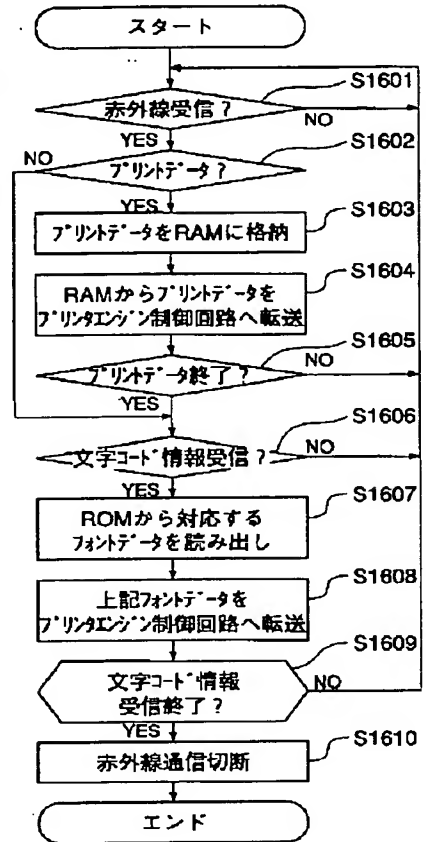 スタート
S1601
赤外線受信？
NO
YES
S1602
NO
プリントデータ？
YES
S1603
プリントデータをRAMに格納
S1604
RAMからプリントデータを
プリンタエンジン制御回路へ転送
S1605
プリントデータ終了？
NO
YES
S1606
文字コード情報受信？
NO
YES
S1607
ROMから対応する
フォントデータを読み出し
S1608
上記フォントデータを
プリンタエンジン制御回路へ転送
S1609
文字コード情報
受信終了？
NO
YES
S1610
赤外線通信切断
エンド